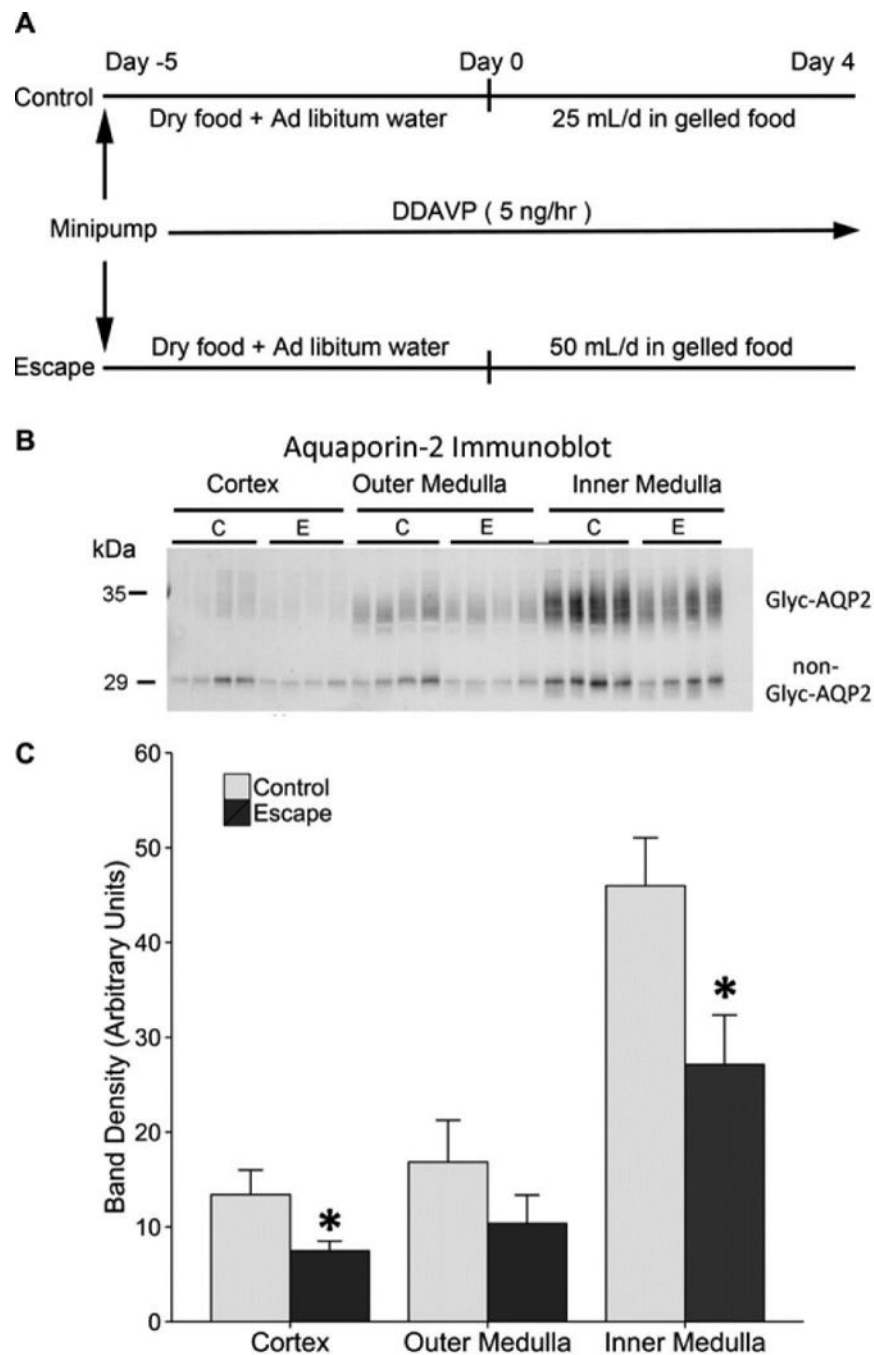 A
Day -5 Day 0 Day 4
Control
Dry food + Ad libitum water 25 mL/d in gelled food
DDAVP ( 5 ng/hr )
Minipump
Dry food + Ad libitum water 50 mL/d in gelled food
Escape
B
Aquaporin-2 Immunoblot
Cortex Outer Medulla Inner Medulla
C E C E C E
kDa
35
Glyc-AQP2
29
non-
Glyc-AQP2
C
60
Control
Escape
50
40
30
20
10
0
Band Density (Arbitrary Units)
*
*
Cortex Outer Medulla Inner Medulla